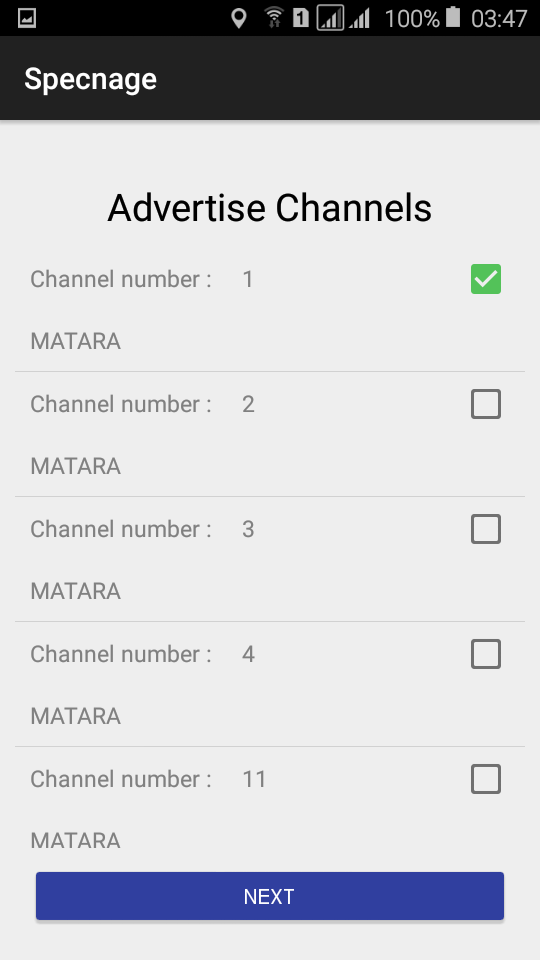 1 100% 03:47
Specnage
Advertise Channels
Channel number : 1
MATARA
Channel number : 2
MATARA
Channel number : 3
MATARA
Channel number : 4
MATARA
Channel number : 11
MATARA
NEXT